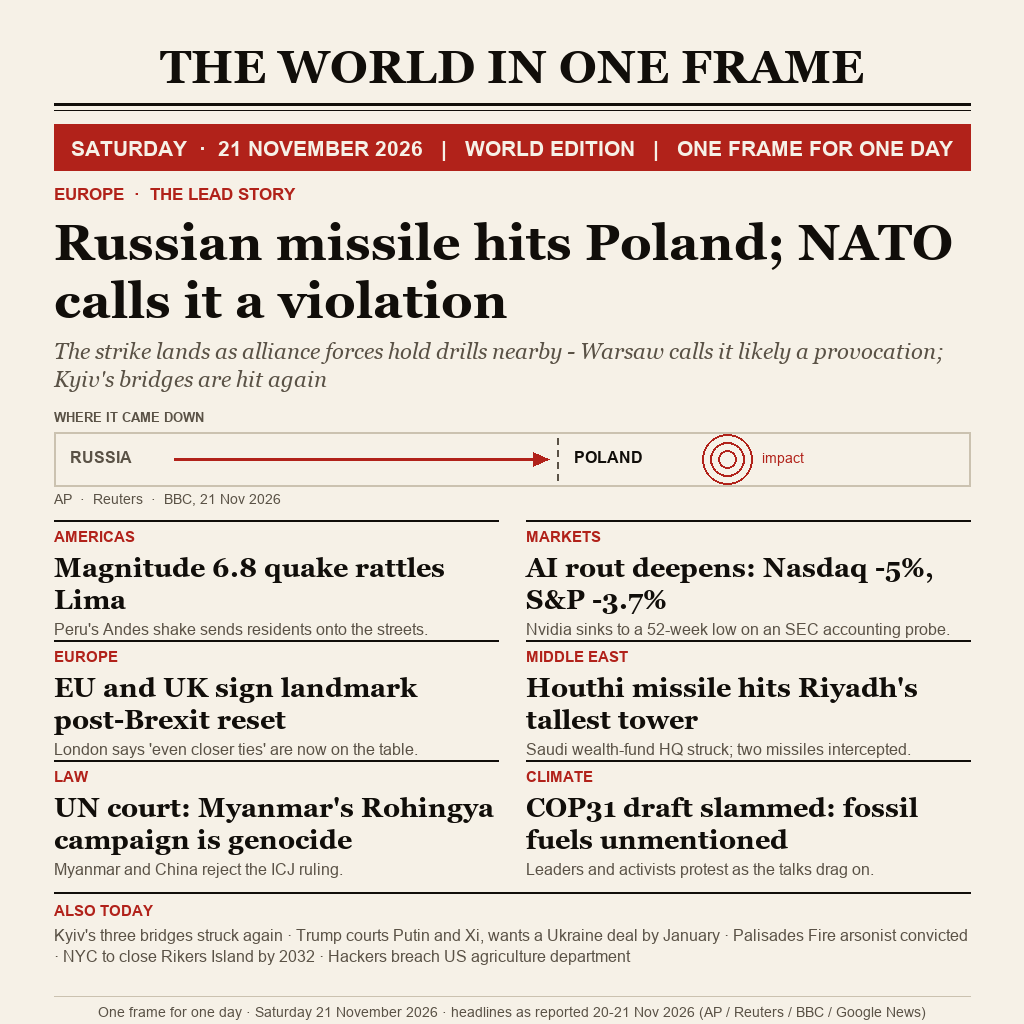 THE WORLD IN ONE FRAME
SATURDAY · 21 NOVEMBER 2026 | WORLD EDITION | ONE FRAME FOR ONE DAY
EUROPE · THE LEAD STORY
Russian missile hits Poland; NATO
calls it a violation
The strike lands as alliance forces hold drills nearby - Warsaw calls it likely a provocation;
Kyiv's bridges are hit again
WHERE IT CAME DOWN
RUSSIA POLAND impact
AP · Reuters · BBC, 21 Nov 2026
AMERICAS
Magnitude 6.8 quake rattles
Lima
Peru's Andes shake sends residents onto the streets.
MARKETS
AI rout deepens: Nasdaq -5%,
S&P -3.7%
Nvidia sinks to a 52-week low on an SEC accounting probe.
EUROPE
EU and UK sign landmark
post-Brexit reset
London says 'even closer ties' are now on the table.
MIDDLE EAST
Houthi missile hits Riyadh's
tallest tower
Saudi wealth-fund HQ struck; two missiles intercepted.
LAW
UN court: Myanmar's Rohingya
campaign is genocide
Myanmar and China reject the ICJ ruling.
CLIMATE
COP31 draft slammed: fossil
fuels unmentioned
Leaders and activists protest as the talks drag on.
ALSO TODAY
Kyiv's three bridges struck again · Trump courts Putin and Xi, wants a Ukraine deal by January · Palisades Fire arsonist convicted
· NYC to close Rikers Island by 2032 · Hackers breach US agriculture department
One frame for one day · Saturday 21 November 2026 · headlines as reported 20-21 Nov 2026 (AP / Reuters / BBC / Google News)